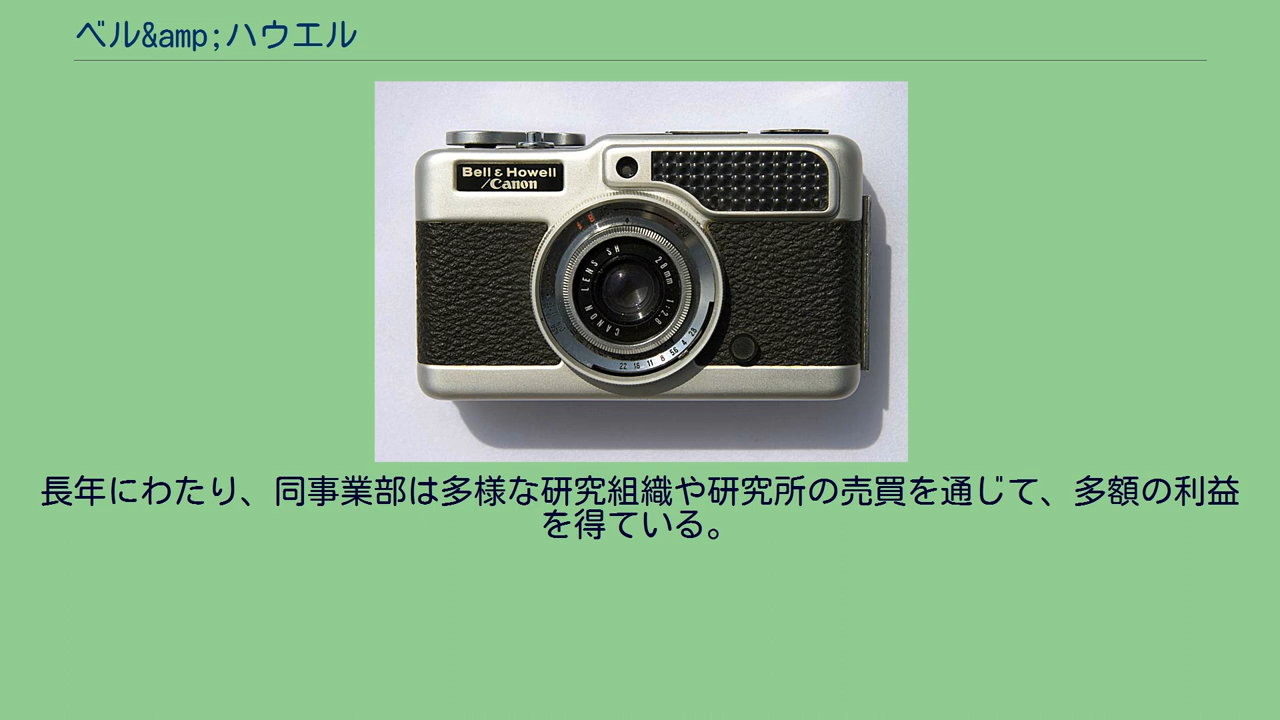 ベル&amp;ハウエル
Bell & Howell
/Canon
CANON LENS SH 28mm 1:2.8
22 16 11 8 5.6 4 2.8
長年にわたり、同事業部は多様な研究組織や研究所の売買を通じて、多額の利益
を得ている。